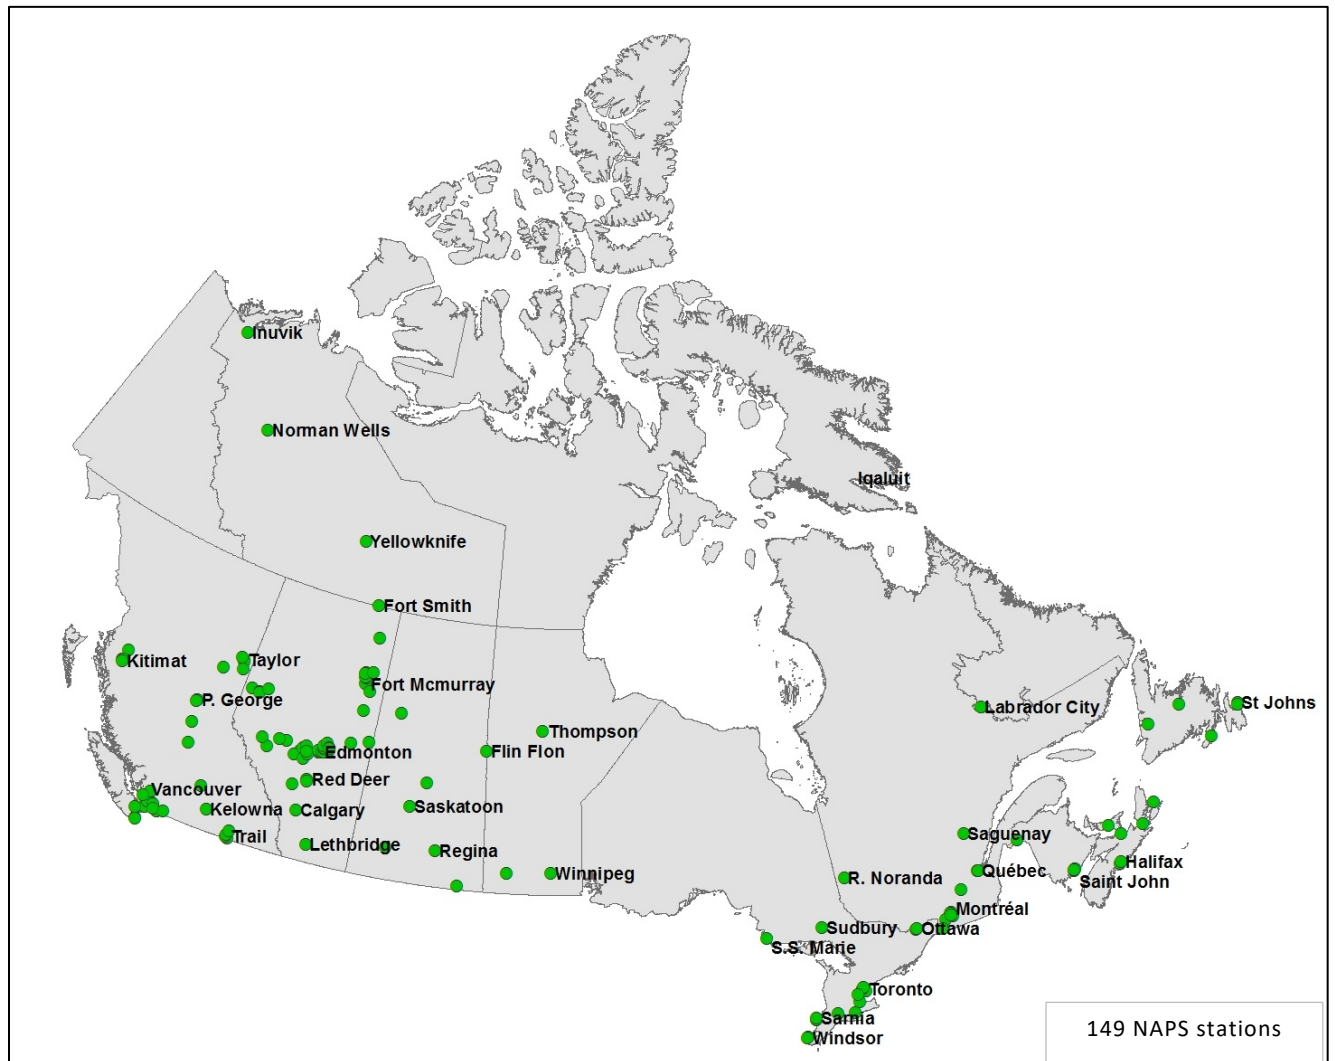 Inuvik
Norman Wells
Iqaluit
Yellowknife
Fort Smith
Kitimat
Taylor
Fort Mcmurray
P. George
Labrador City
St Johns
Thompson
Flin Flon
Edmonton
Red Deer
Vancouver
Kelowna
Calgary
Saskatoon
Trail
Lethbridge
Regina
Saguenay
Winnipeg
R. Noranda
Québec
Halifax
Saint John
Montréal
Sudbury
Ottawa
S.S. Marie
Toronto
Sarnia
Windsor
149 NAPS stations